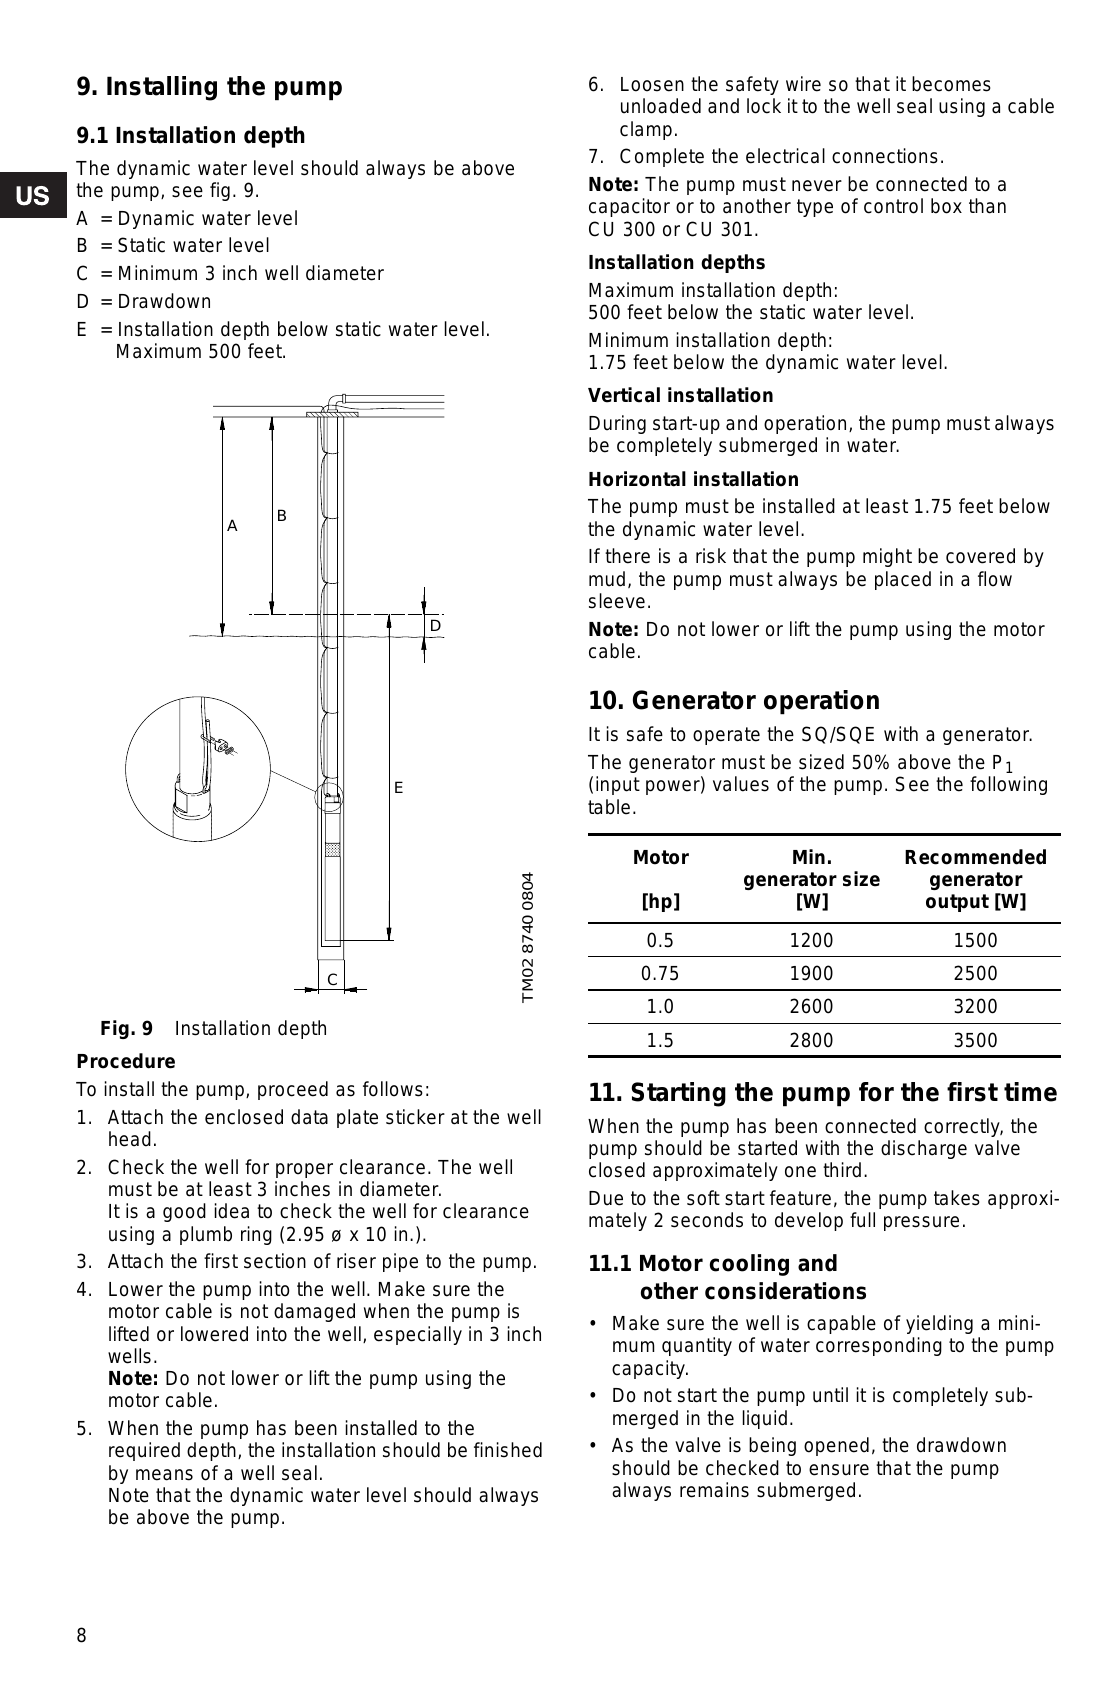 US
9. Installing the pump
9.1 Installation depth
The dynamic water level should always be above
the pump, see fig. 9.
A = Dynamic water level
B = Static water level
C = Minimum 3 inch well diameter
D = Drawdown
E = Installation depth below static water level.
Maximum 500 feet.
A
B
D
E
C
TM02 8740 0804
Fig. 9 Installation depth
Procedure
To install the pump, proceed as follows:
1. Attach the enclosed data plate sticker at the well
head.
2. Check the well for proper clearance. The well
must be at least 3 inches in diameter.
It is a good idea to check the well for clearance
using a plumb ring (2.95 ø x 10 in.).
3. Attach the first section of riser pipe to the pump.
4. Lower the pump into the well. Make sure the
motor cable is not damaged when the pump is
lifted or lowered into the well, especially in 3 inch
wells.
Note: Do not lower or lift the pump using the
motor cable.
5. When the pump has been installed to the
required depth, the installation should be finished
by means of a well seal.
Note that the dynamic water level should always
be above the pump.
6. Loosen the safety wire so that it becomes
unloaded and lock it to the well seal using a cable
clamp.
7. Complete the electrical connections.
Note: The pump must never be connected to a
capacitor or to another type of control box than
CU 300 or CU 301.
Installation depths
Maximum installation depth:
500 feet below the static water level.
Minimum installation depth:
1.75 feet below the dynamic water level.
Vertical installation
During start-up and operation, the pump must always
be completely submerged in water.
Horizontal installation
The pump must be installed at least 1.75 feet below
the dynamic water level.
If there is a risk that the pump might be covered by
mud, the pump must always be placed in a flow
sleeve.
Note: Do not lower or lift the pump using the motor
cable.
10. Generator operation
It is safe to operate the SQ/SQE with a generator.
The generator must be sized 50% above the P1
(input power) values of the pump. See the following
table.
Motor Min. Recommended
generator size generator
[hp] [W] output [W]
0.5 1200 1500
0.75 1900 2500
1.0 2600 3200
1.5 2800 3500
11. Starting the pump for the first time
When the pump has been connected correctly, the
pump should be started with the discharge valve
closed approximately one third.
Due to the soft start feature, the pump takes approxi-
mately 2 seconds to develop full pressure.
11.1 Motor cooling and
other considerations
• Make sure the well is capable of yielding a mini-
mum quantity of water corresponding to the pump
capacity.
• Do not start the pump until it is completely sub-
merged in the liquid.
• As the valve is being opened, the drawdown
should be checked to ensure that the pump
always remains submerged.
8